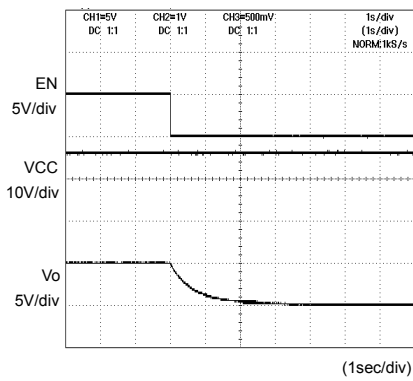 CH1=5V CH2=1V CH3=500mV 1s/div
DC 1:1 DC 1:1 DC 1:1 (1s/div)
NORM:1kS/s
EN
5V/div
VCC
10V/div
Vo
5V/div
(1sec/div)